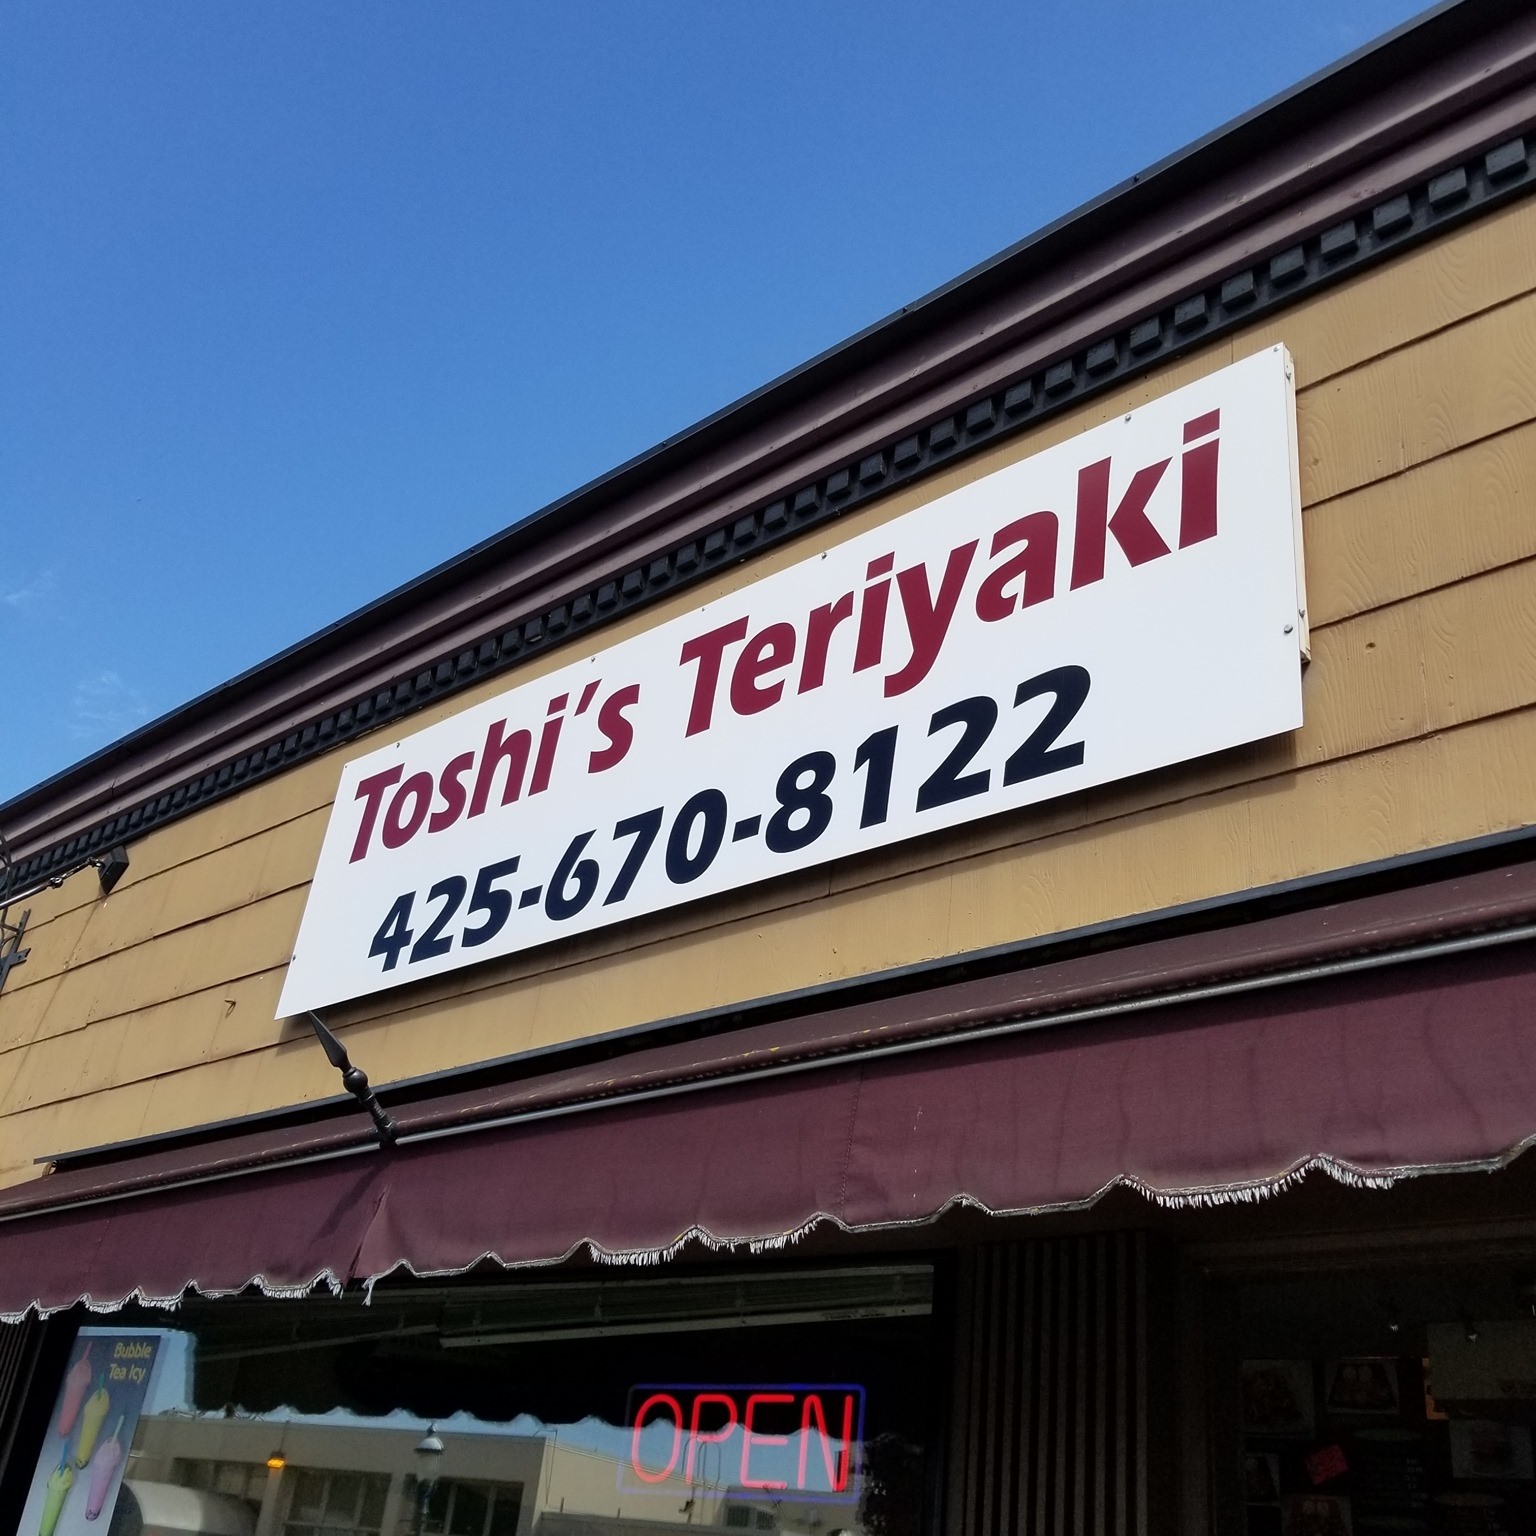 Toshi's Teriyaki
425-670-8122
Bubble
Tea Icy
OPEN